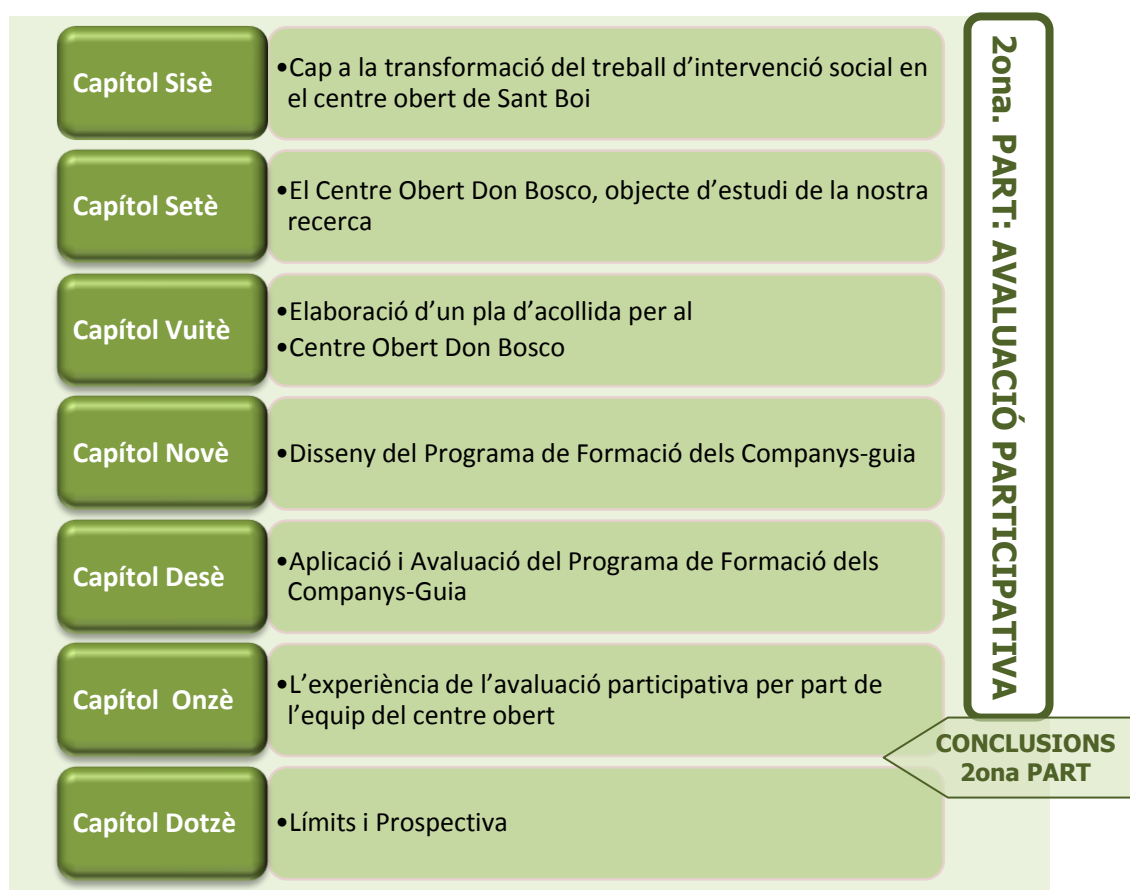 Capítol Sisè
•Cap a la transformació del treball d’intervenció social en
el centre obert de Sant Boi
Capítol Setè
•El Centre Obert Don Bosco, objecte d’estudi de la nostra
recerca
Capítol Vuitè
•Elaboració d’un pla d’acollida per al
•Centre Obert Don Bosco
Capítol Novè
•Disseny del Programa de Formació dels Companys-guia
Capítol Desè
•Aplicació i Avaluació del Programa de Formació dels
Companys-Guia
Capítol Onzè
•L’experiència de l’avaluació participativa per part de
l’equip del centre obert
Capítol Dotzè
•Límits i Prospectiva
2ona. PART: AVALUACIÓ PARTICIPATIVA
CONCLUSIONS
2ona PART